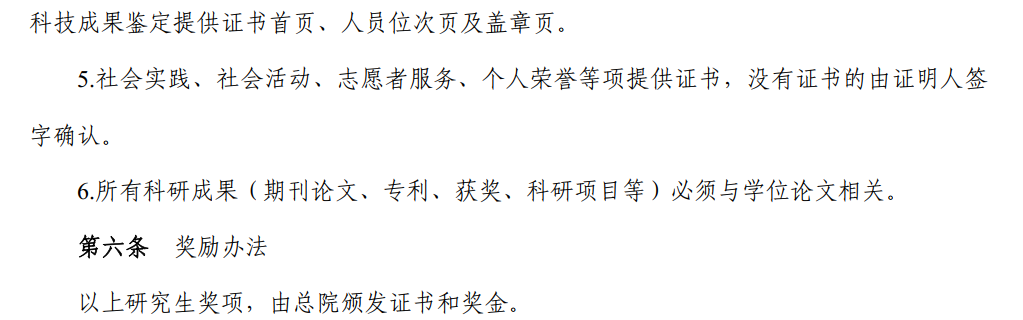 科技成果鉴定提供证书首页、人员位次页及盖章页。
5.社会实践、社会活动、志愿者服务、个人荣誉等项提供证书，没有证书的由证明人签
字确认。
6.所有科研成果（期刊论文、专利、获奖、科研项目等）必须与学位论文相关。
第六条　奖励办法
以上研究生奖项，由总院颁发证书和奖金。